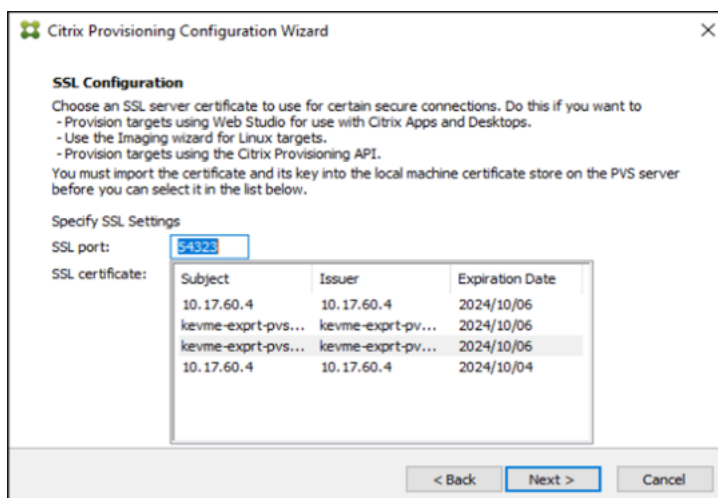 Citrix Provisioning Configuration Wizard
SSL Configuration
Choose an SSL server certificate to use for certain secure connections. Do this if you want to
- Provision targets using Web Studio for use with Citrix Apps and Desktops.
- Use the Imaging wizard for Linux targets.
- Provision targets using the Citrix Provisioning API.
You must import the certificate and its key into the local machine certificate store on the PVS server
before you can select it in the list below.
Specify SSL Settings
SSL port: 54323
SSL certificate: Subject Issuer Expiration Date
10.17.60.4 10.17.60.4 2024/10/06
kevme-exprt-pvs... kevme-exprt-pv... 2024/10/06
kevme-exprt-pvs... kevme-exprt-pv... 2024/10/06
10.17.60.4 10.17.60.4 2024/10/04
< Back Next > Cancel